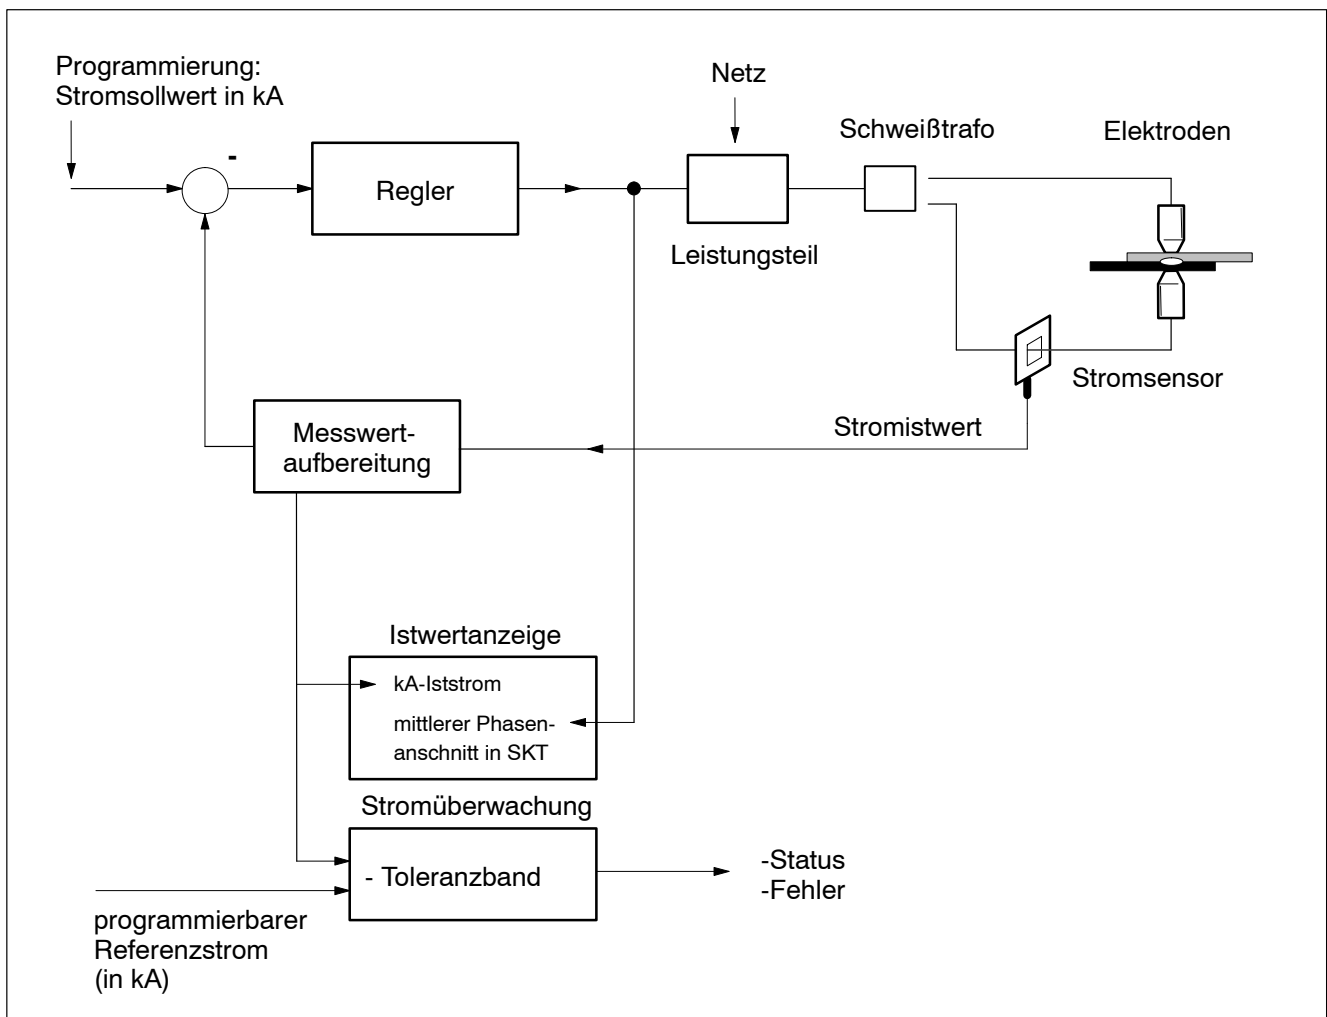 Programmierung:
Stromsollwert in kA
Netz
Schweißtrafo
Elektroden
-
Regler
Leistungsteil
Stromsensor
Stromistwert
Messwert-
aufbereitung
Istwertanzeige
kA-Iststrom
mittlerer Phasen-
anschnitt in SKT
Stromüberwachung
- Toleranzband
-Status
-Fehler
programmierbarer
Referenzstrom
(in kA)